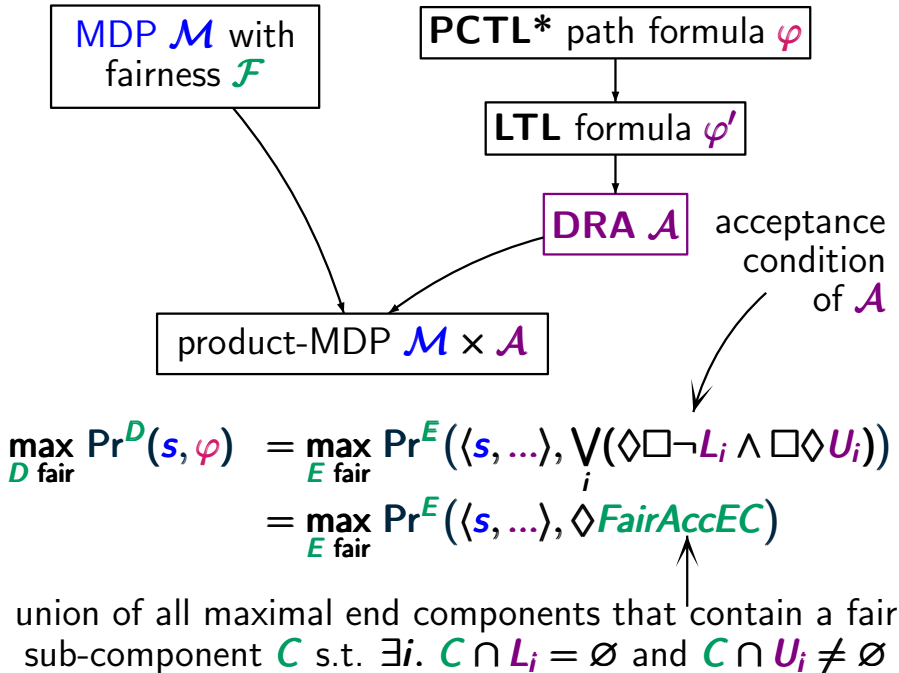 MDP 𝓜 with
fairness 𝓕
PCTL* path formula φ
LTL formula φ′
DRA 𝓐
acceptance
condition
of 𝓐
product-MDP 𝓜 × 𝓐
max Pr^D(s, φ) = max Pr^E(⟨s, ...⟩, ⋁(◊□¬L_i ∧ □◊U_i))
D fair E fair i
= max Pr^E(⟨s, ...⟩, ◊FairAccEC)
E fair
union of all maximal end components that contain a fair
sub-component C s.t. ∃i. C ∩ L_i = ∅ and C ∩ U_i ≠ ∅